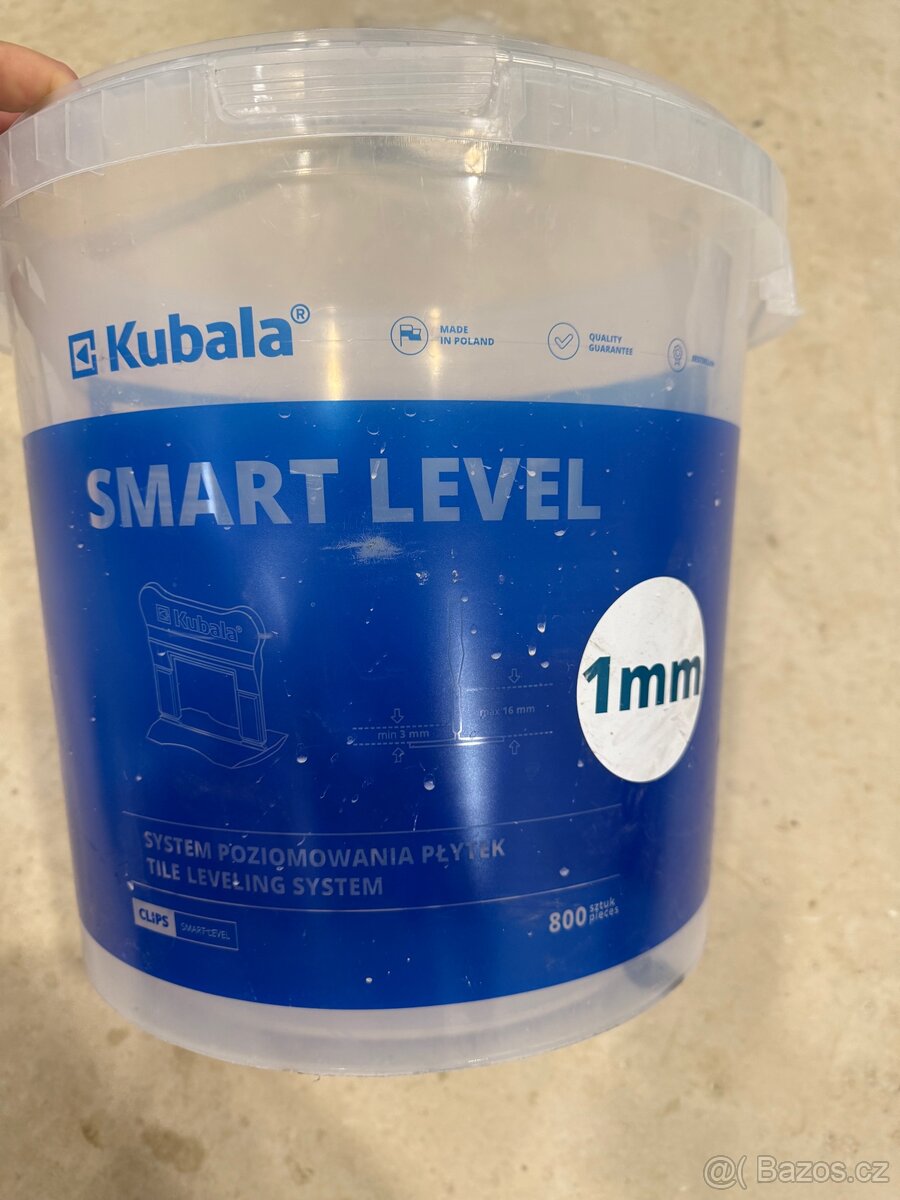 Kubala®
MADE
IN POLAND
QUALITY
GUARANTEE
BESTSELLER
SMART LEVEL
Kubala®
1mm
max 16 mm
min 3 mm
SYSTEM POZIOMOWANIA PŁYTEK
TILE LEVELING SYSTEM
CLIPS
SMART LEVEL
800 sztuk
pieces
@( Bazos.cz